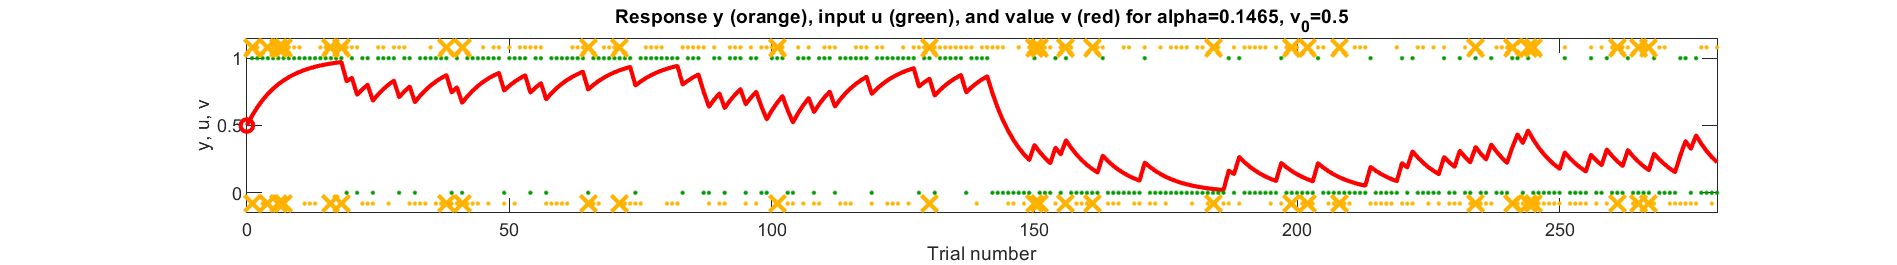 Response y (orange), input u (green), and value v (red) for alpha=0.1465, v0=0.5
y, u, v
1
0.5
0
0 50 100 150 200 250
Trial number